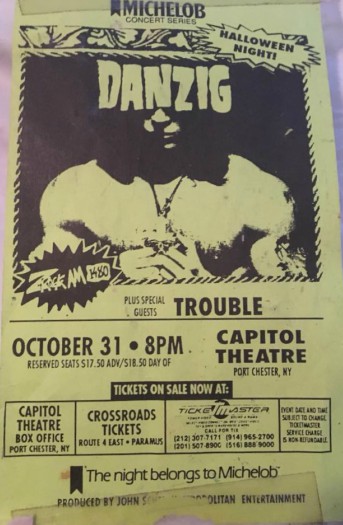 MICHELOB
CONCERT SERIES
HALLOWEEN
NIGHT!
DANZIG
ROCK AM 1480
PLUS SPECIAL
GUESTS
TROUBLE
OCTOBER 31 • 8PM
RESERVED SEATS $17.50 ADV/$18.50 DAY OF
CAPITOL
THEATRE
PORT CHESTER, NY
TICKETS ON SALE NOW AT:
CAPITOL
THEATRE
BOX OFFICE
PORT CHESTER, NY
CROSSROADS
TICKETS
ROUTE 4 EAST • PARAMUS
TICKETMASTER
CALL FOR TIX
(212) 307-7171 (914) 965-2700
(201) 507-8900 (516) 888-9000
EVENT DATE AND TIME
SUBJECT TO CHANGE.
TICKETMASTER
SERVICE CHARGE
IS NON-REFUNDABLE.
The night belongs to Michelob
PRODUCED BY JOHN ENTERTAINMENT